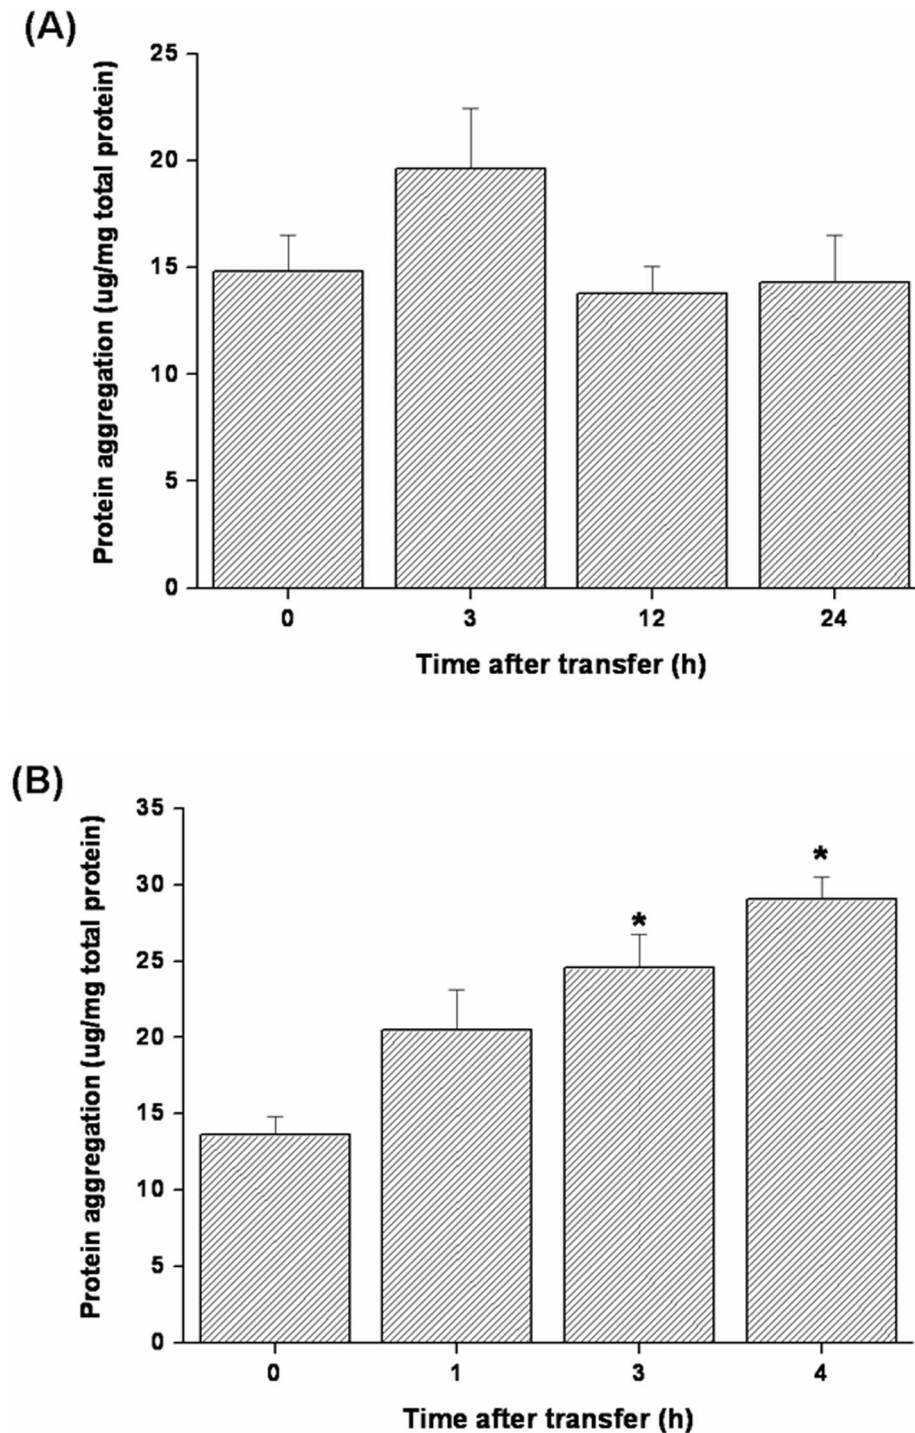 (A)
Protein aggregation (ug/mg total protein)
25
20
15
10
5
0
0 3 12 24
Time after transfer (h)
(B)
Protein aggregation (ug/mg total protein)
35
30
25
20
15
10
5
0
* *
0 1 3 4
Time after transfer (h)